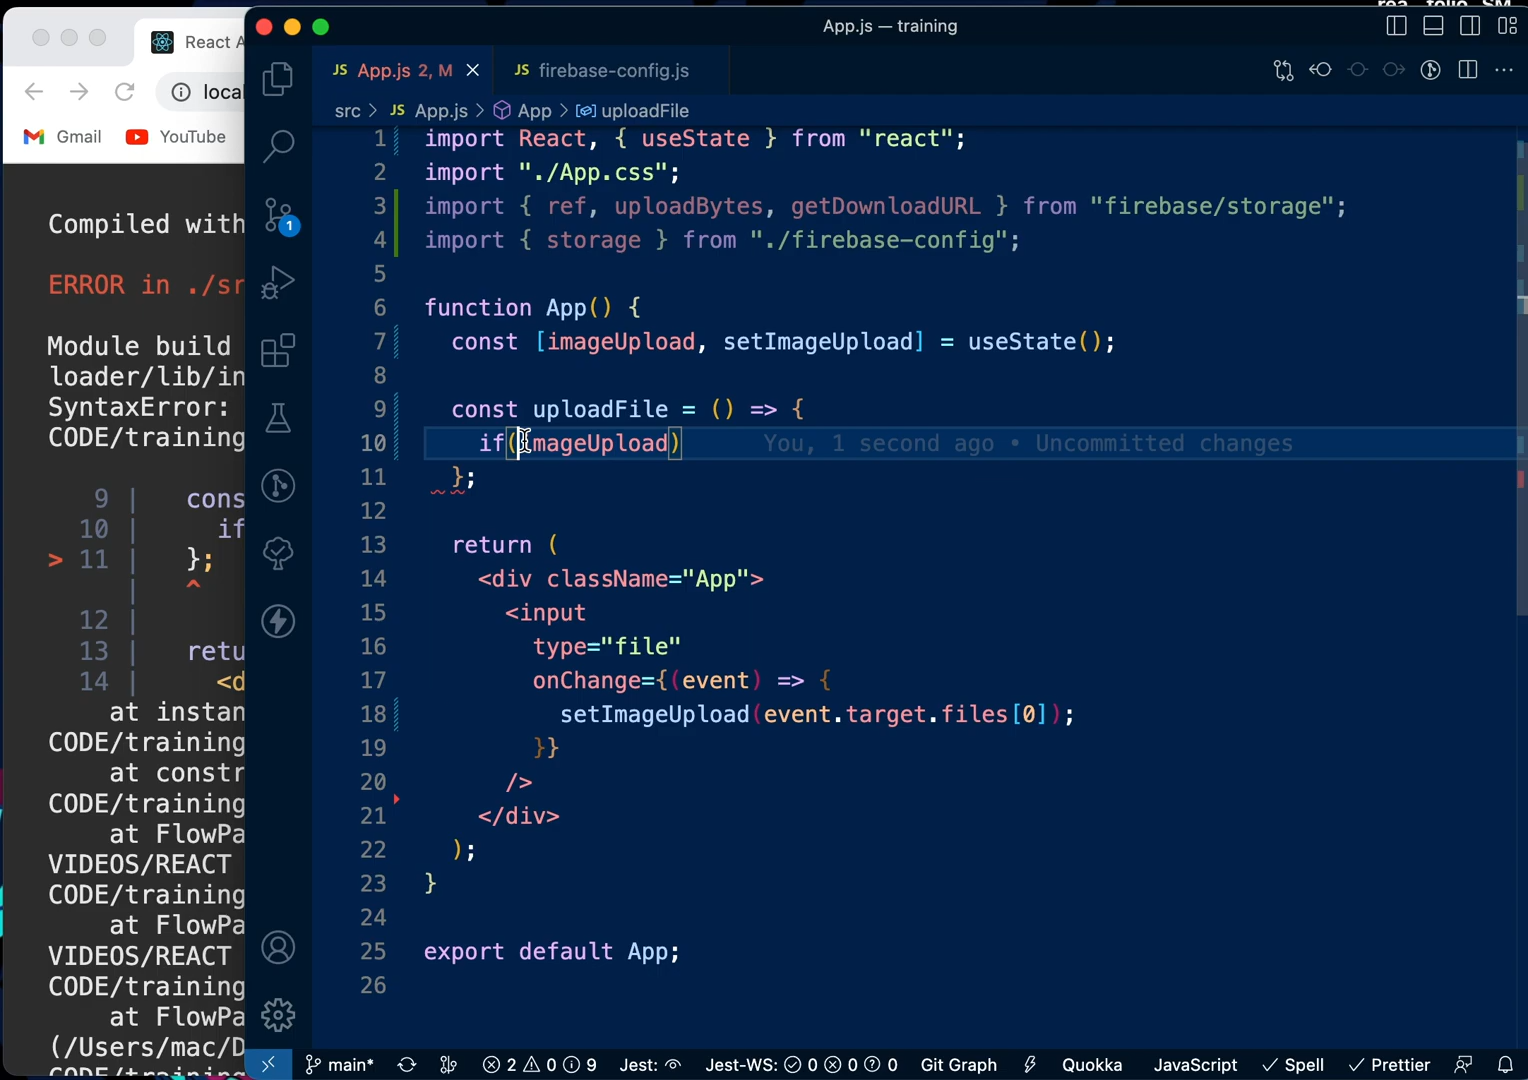 rea folio SM
React A
App.js — training
JS App.js 2, M
JS firebase-config.js
local
Gmail
YouTube
src > JS App.js > App > uploadFile
1 import React, { useState } from "react";
2 import "./App.css";
3 import { ref, uploadBytes, getDownloadURL } from "firebase/storage";
4 import { storage } from "./firebase-config";
5
6 function App() {
7 const [imageUpload, setImageUpload] = useState();
8
9 const uploadFile = () => {
10 if(imageUpload) You, 1 second ago • Uncommitted changes
11 };
12
13 return (
14 <div className="App">
15 <input
16 type="file"
17 onChange={(event) => {
18 setImageUpload(event.target.files[0]);
19 }}
20 />
21 </div>
22 );
23 }
24
25 export default App;
26
1
Compiled with
ERROR in ./sr
Module build
loader/lib/in
SyntaxError:
CODE/training
9 | cons
10 | if
> 11 | };
| ^
12 |
13 | retu
14 | <d
at instan
CODE/training
at constr
CODE/training
at FlowPa
VIDEOS/REACT
CODE/training
at FlowPa
VIDEOS/REACT
CODE/training
at FlowPa
(/Users/mac/D
CODE/training
main* 2 0 9 Jest: Jest-WS: 0 0 0 Git Graph Quokka JavaScript Spell Prettier